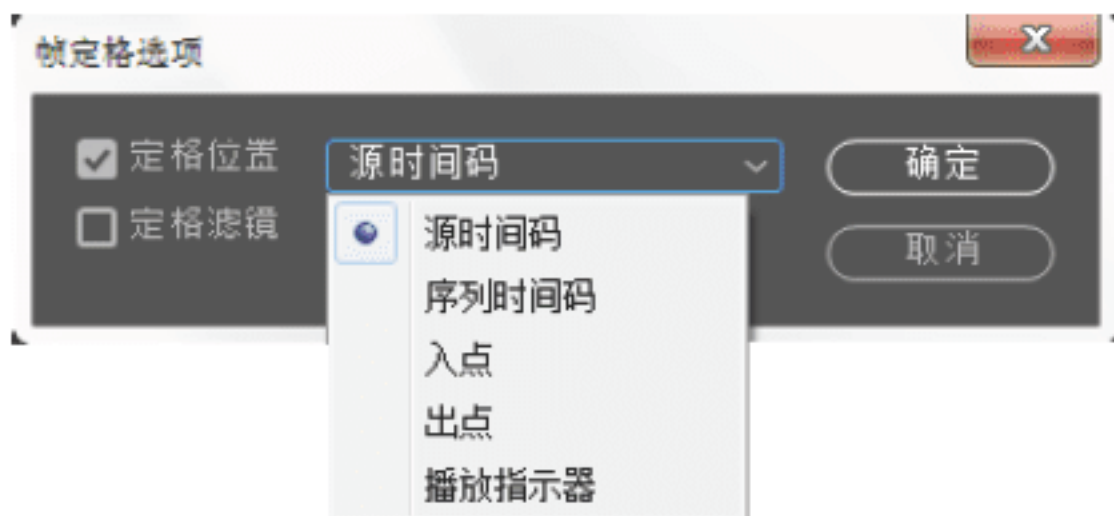 帧定格选项
定格位置 源时间码 确定
定格滤镜 取消
源时间码
序列时间码
入点
出点
播放指示器